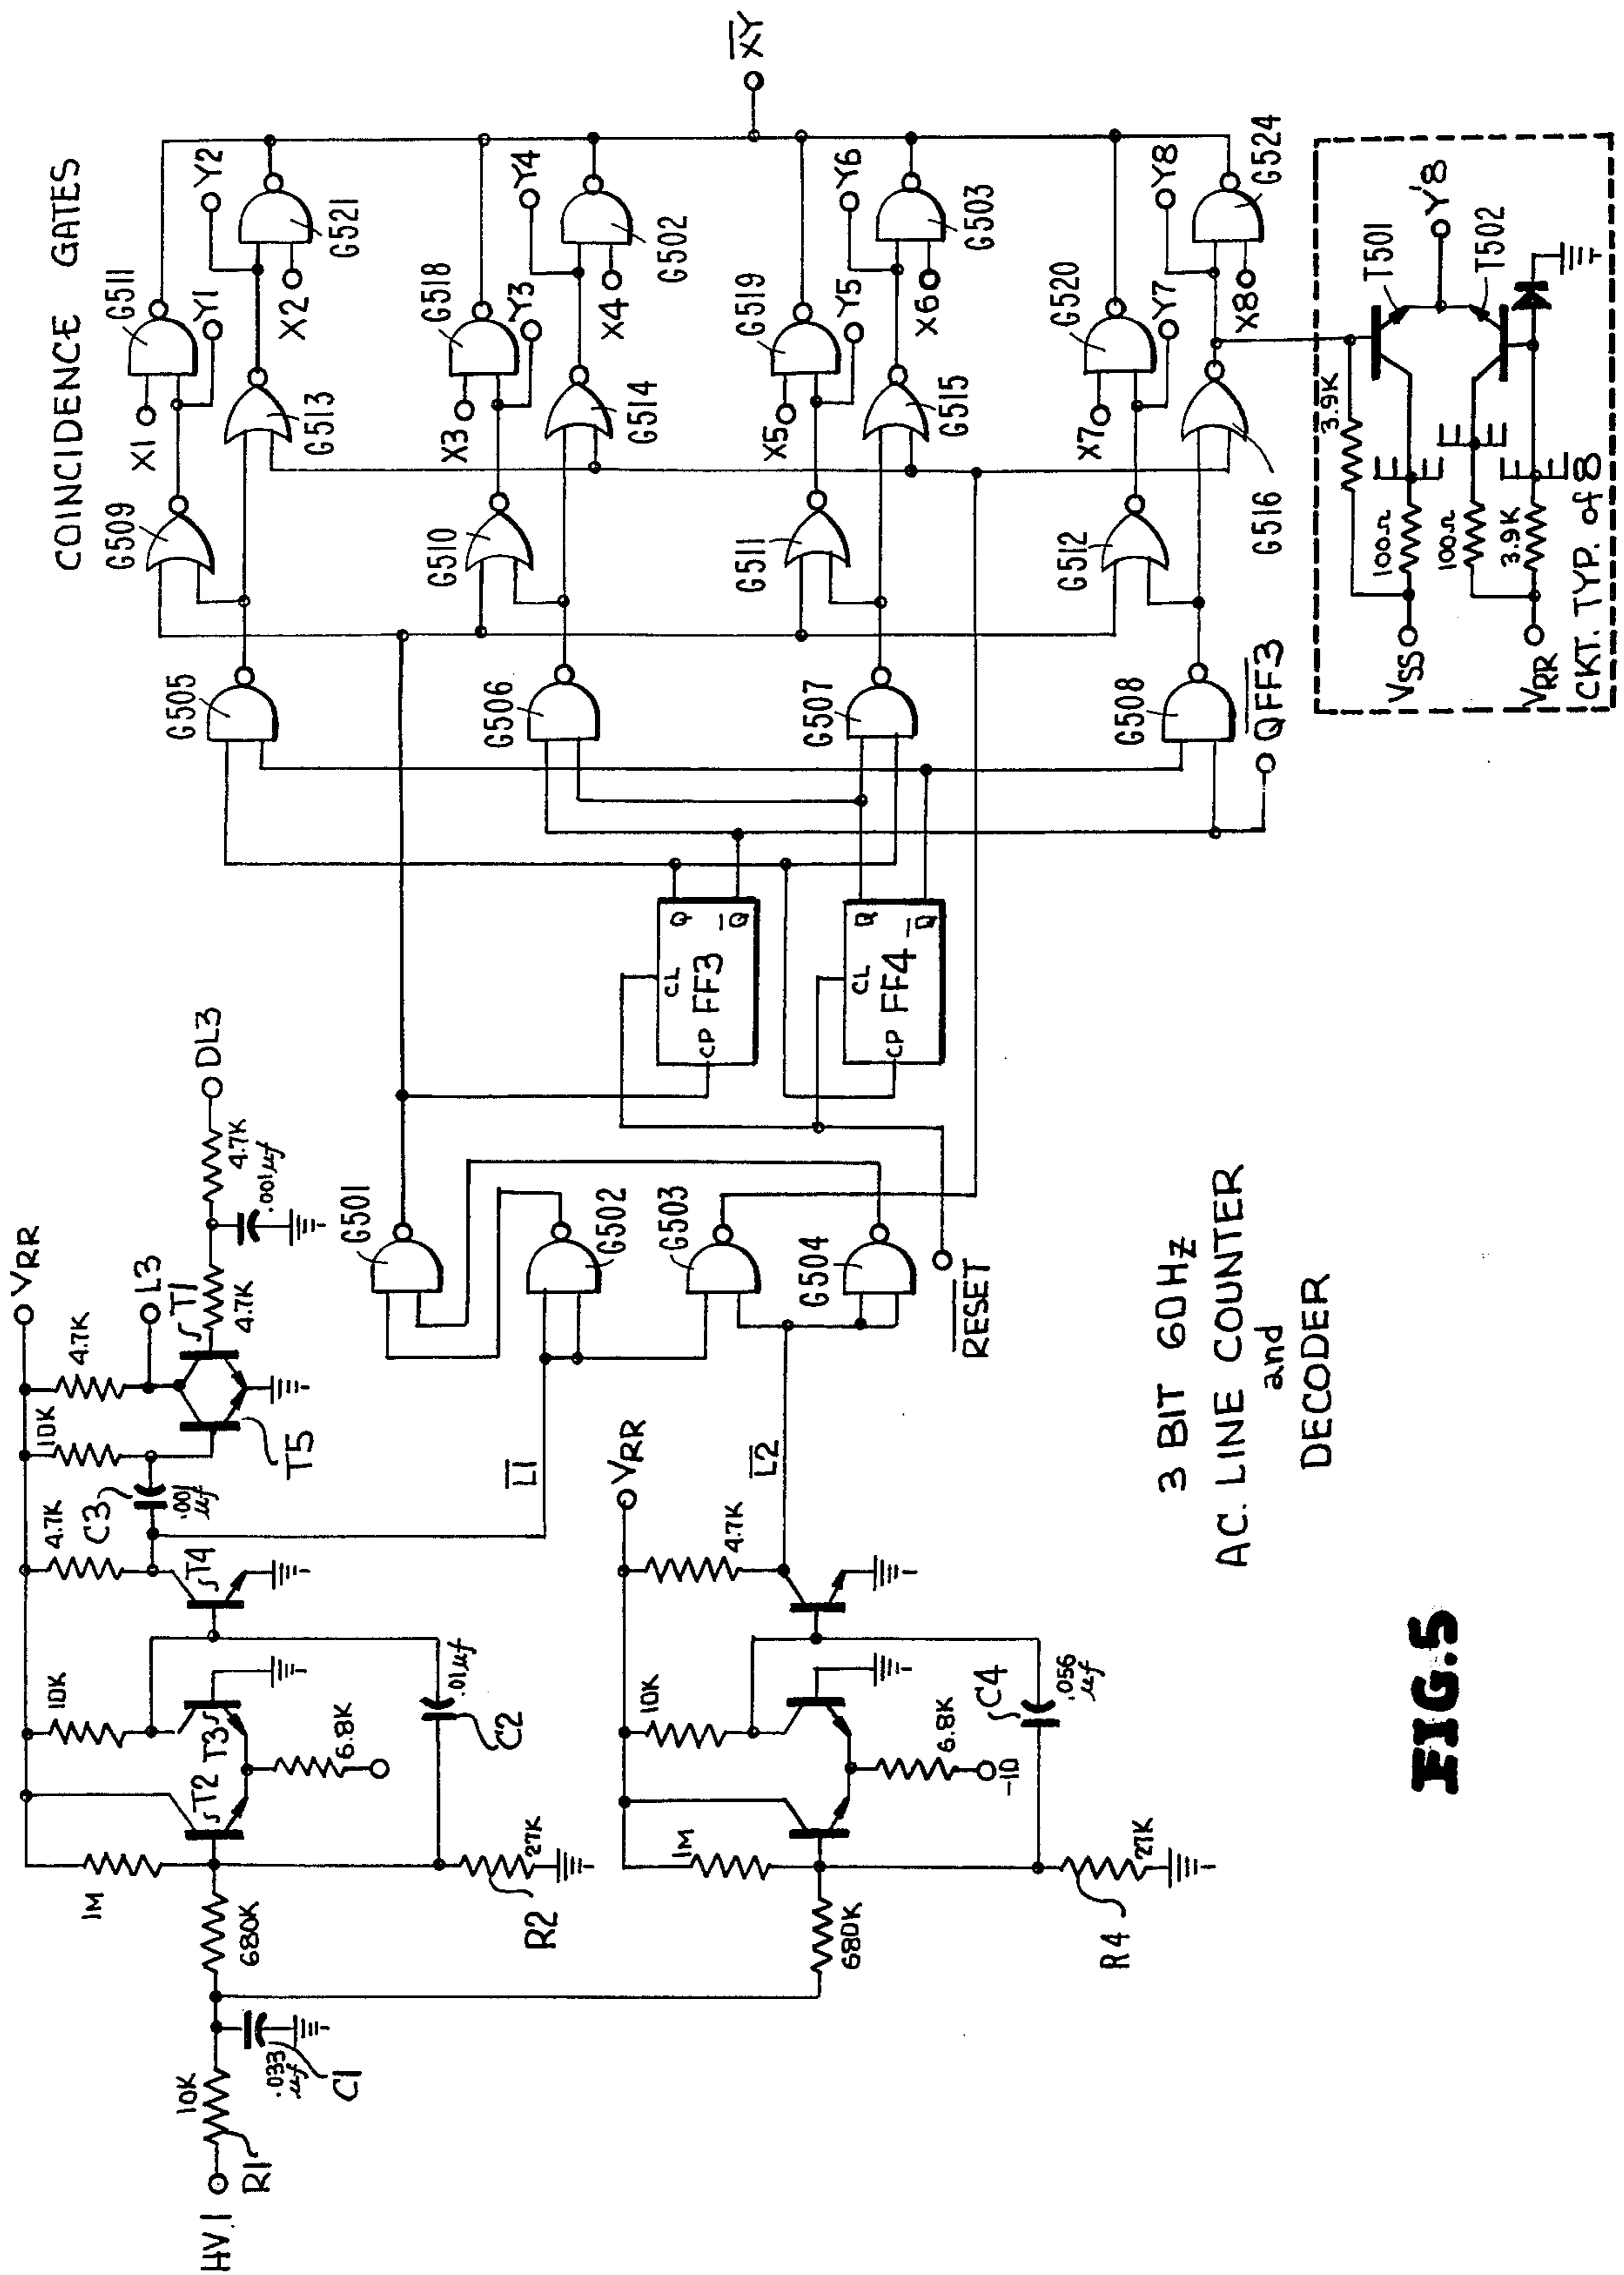 COINCIDENCE GATES
HV.1
R1
10K
C1
.033
µf
680K
1M
R2
27K
T2
T3
6.8K
10K
C2
.01µf
T4
4.7K
C3
.001
µf
10K
T5
4.7K
VRR
L3
T1
4.7K
.001µf
4.7K
DL3
L1
680K
1M
R4
27K
6.8K
-10
10K
C4
.056
µf
4.7K
VRR
L2
G501
G502
G503
G504
RESET
CL
CP
FF3
Q
Q
CL
CP
FF4
Q
Q
QFF3
G505
G506
G507
G508
G509
G510
G511
G512
G513
G514
G515
G516
X1
G511
Y1
Y2
X2
G521
X3
G518
Y3
Y4
X4
G502
X5
G519
Y5
Y6
X6
G503
X7
G520
Y7
Y8
X8
G524
XY
3.9K
100Ω
100Ω
3.9K
E
E
E
E
E
E
VSS
VRR
T501
T502
Y'8
CKT. TYP. of 8
3 BIT 60HZ
AC. LINE COUNTER
and
DECODER
FIG.5